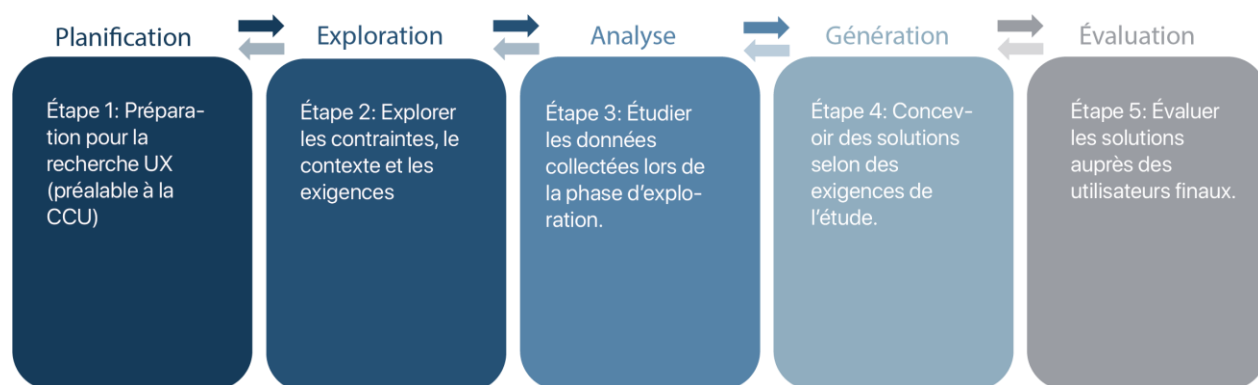 Planification
Exploration
Analyse
Génération
Évaluation
Étape 1: Prépara-
tion pour la
recherche UX
(préalable à la
CCU)
Étape 2: Explorer
les contraintes, le
contexte et les
exigences
Étape 3: Étudier
les données
collectées lors de
la phase d'explo-
ration.
Étape 4: Concev-
oir des solutions
selon des
exigences de
l'étude.
Étape 5: Évaluer
les solutions
auprès des
utilisateurs finaux.